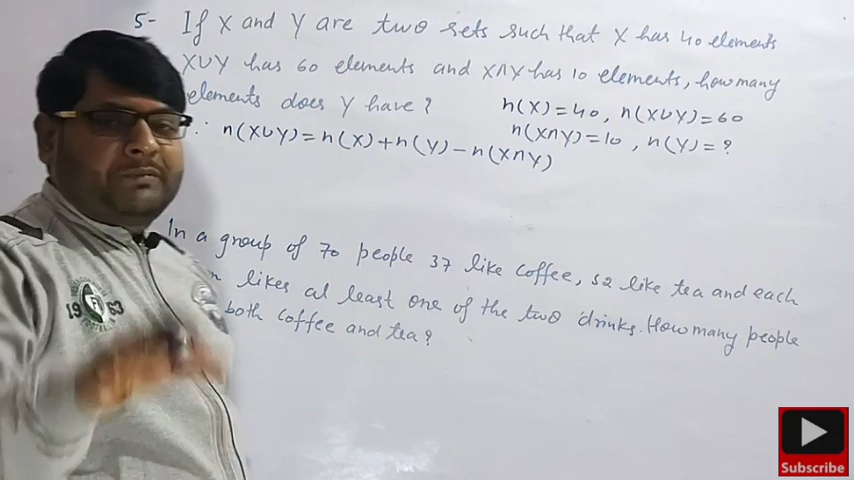 5- If X and Y are two sets such that X has 40 elements
XUY has 60 elements and X∩Y has 10 elements, how many
elements does Y have?
n(X)=40, n(XUY)=60
n(X∩Y)=10, n(Y)=?
∵ n(XUY)=n(X)+n(Y)-n(X∩Y)
In a group of 70 people 37 like coffee, 52 like tea and each
likes at least one of the two drinks. How many people
both coffee and tea?
19 63
Subscribe